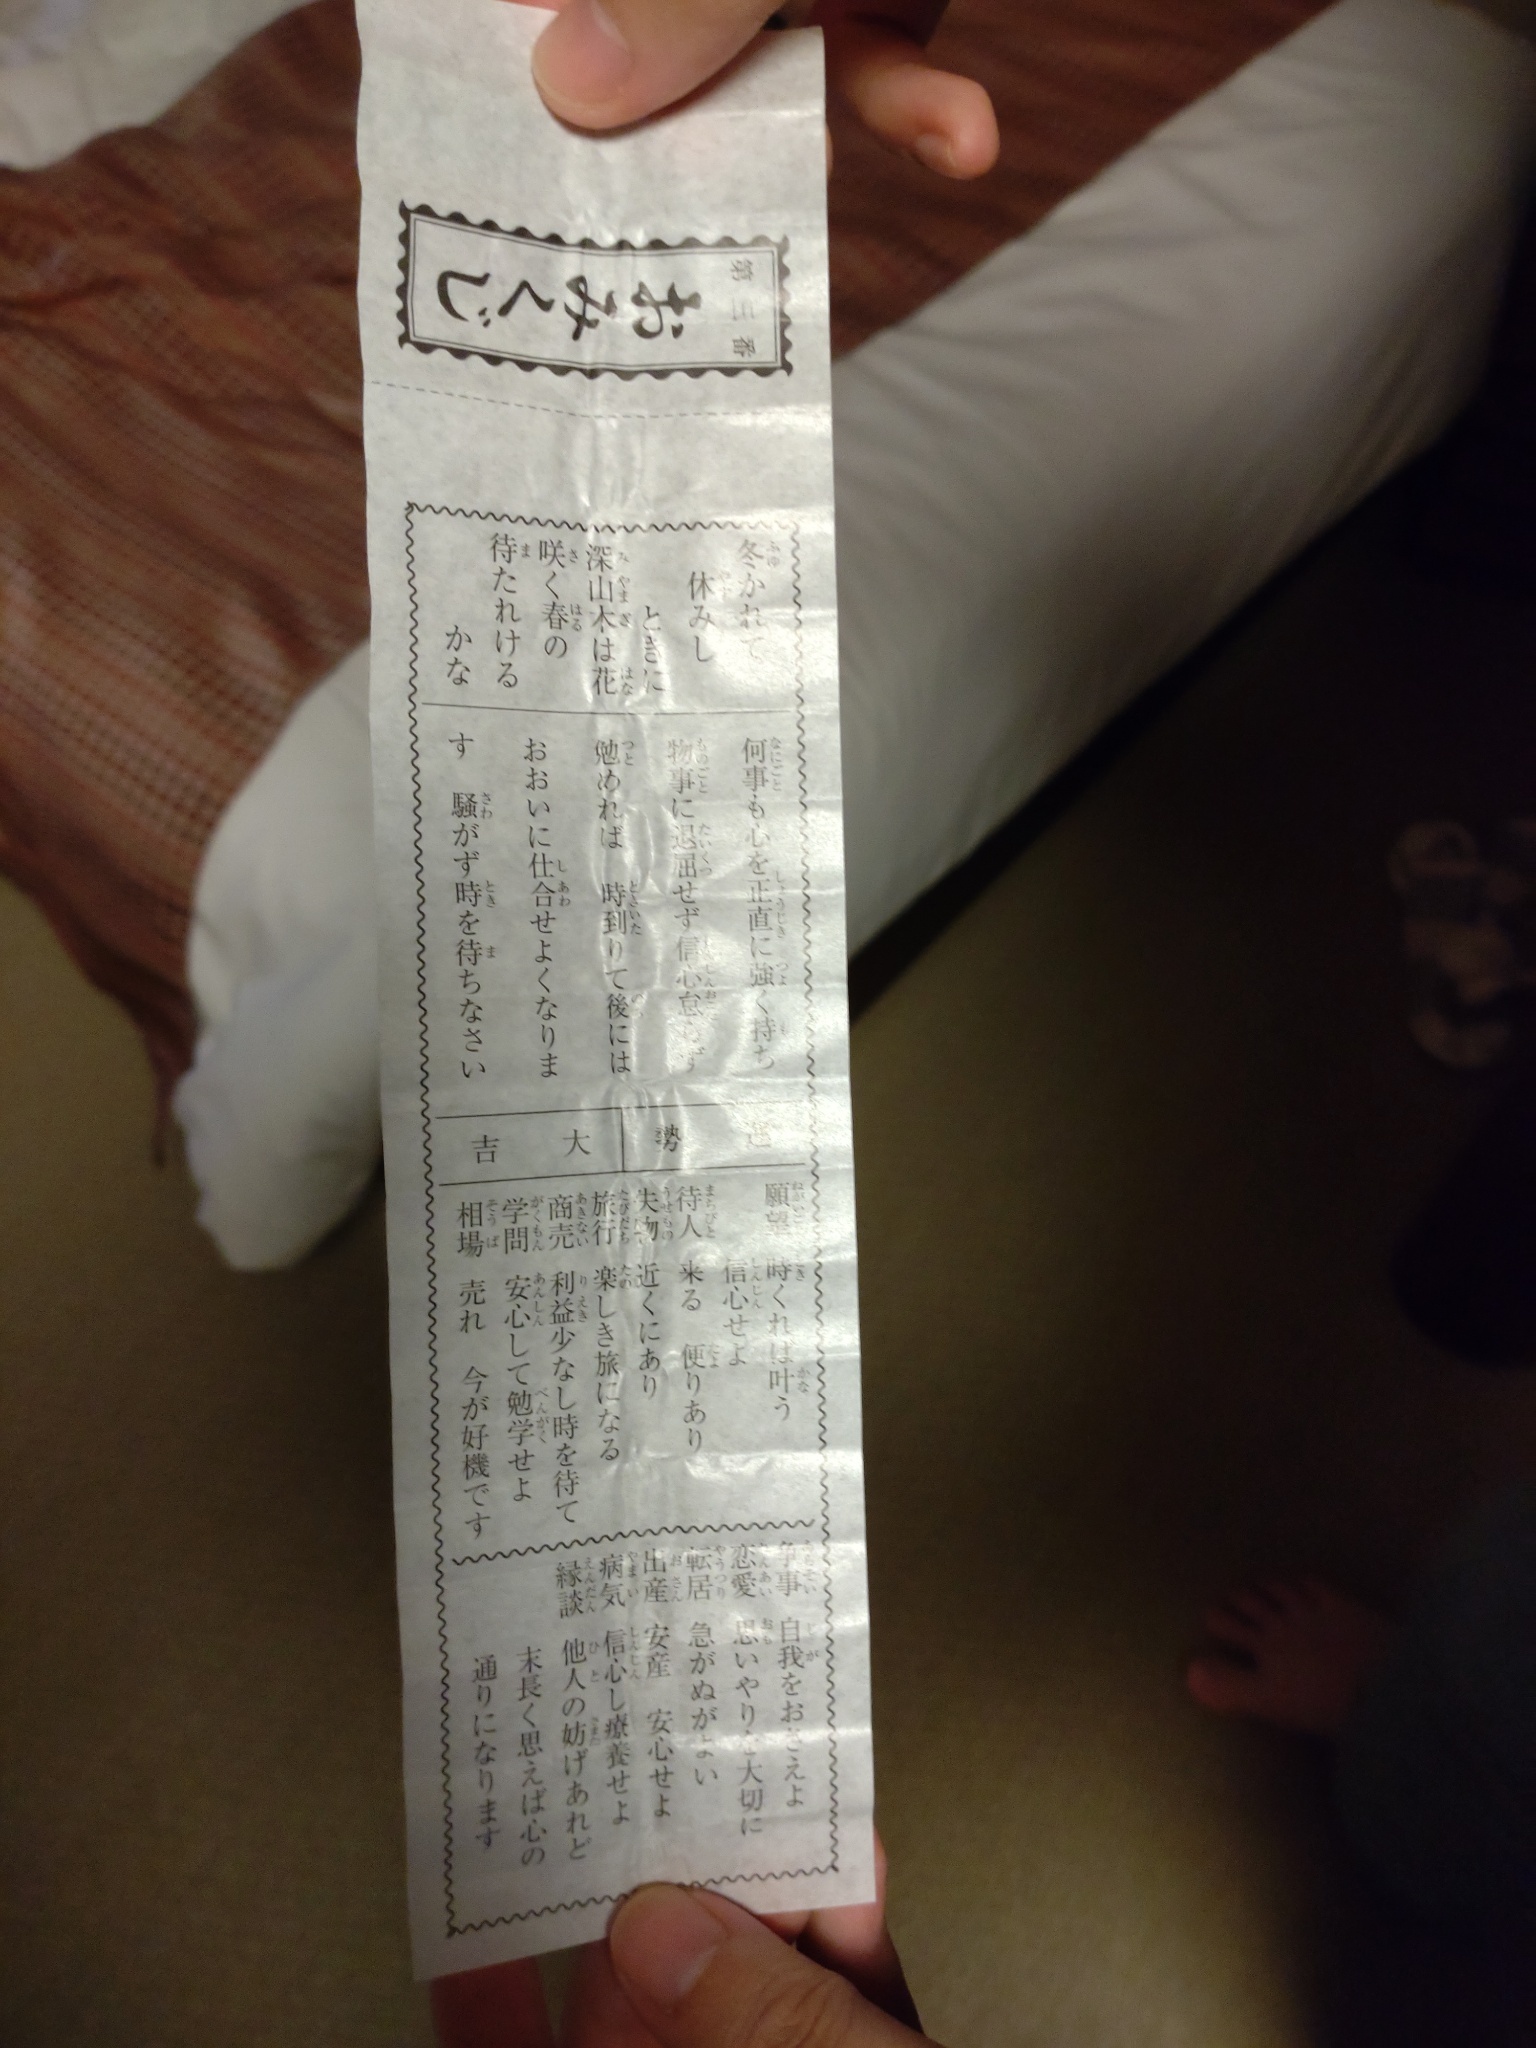 第三番
おみくじ
冬かれて
休みし
ときに
深山木は花
咲く春の
待たれける
かな
何事も心を正直に強く持ち
物事に退屈せず信心怠らず
勉めれば　時到りて後には
おおいに仕合せよくなりま
す　騒がず時を待ちなさい
運勢
大吉
願望　時くれば叶う
信心せよ
待人　来る　便りあり
失物　近くにあり
旅行　楽しき旅になる
商売　利益少なし時を待て
学問　安心して勉学せよ
相場　売れ　今が好機です
争事　自我をおさえよ
恋愛　思いやりを大切に
転居　急がぬがよい
出産　安産　安心せよ
病気　信心し療養せよ
縁談　他人の妨げあれど
末長く思えば心の
通りになります